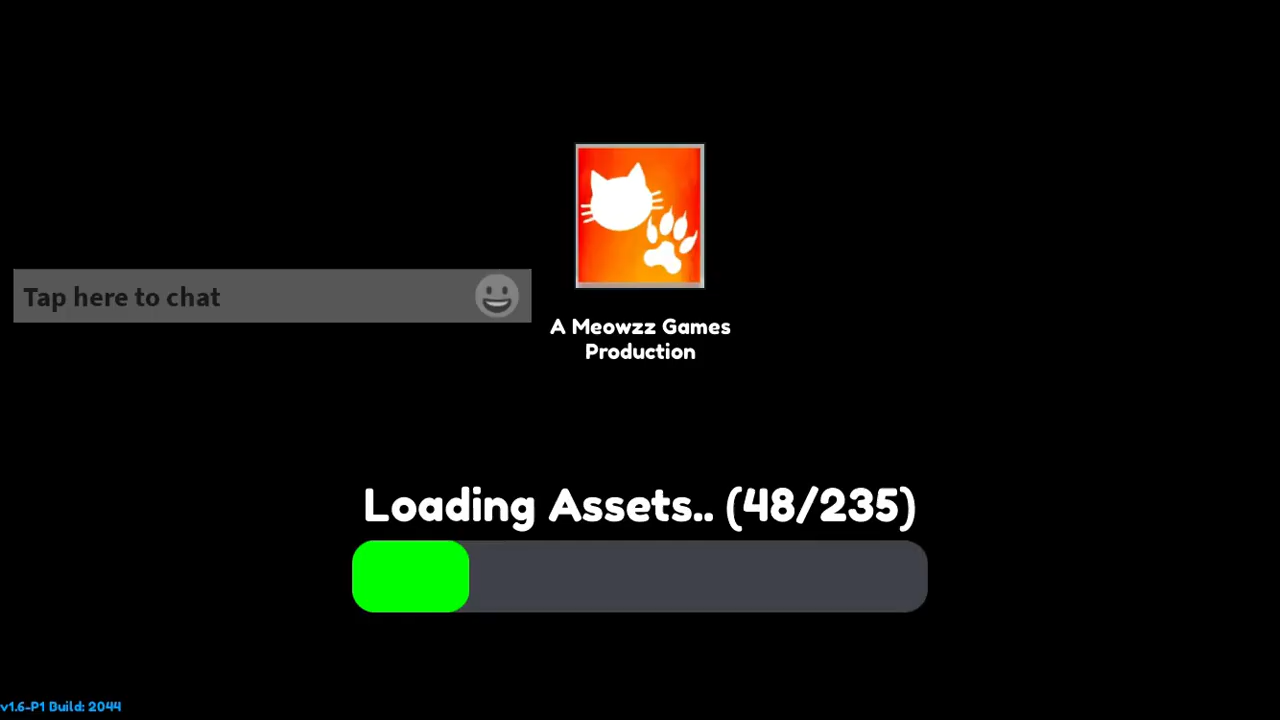 Tap here to chat
A Meowzz Games
Production
Loading Assets.. (48/235)
v1.6-P1 Build: 2044